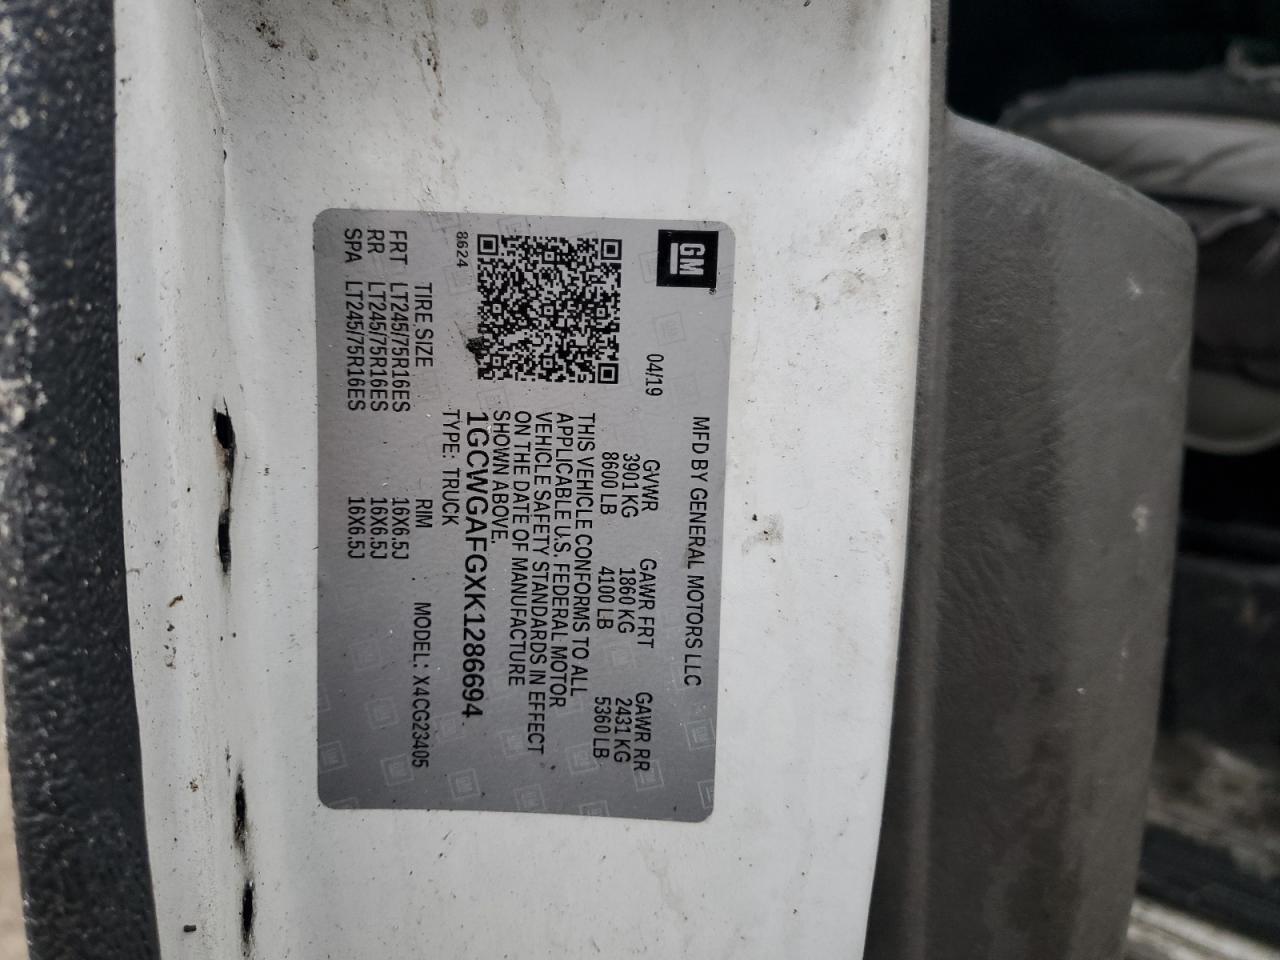 GM
MFD BY GENERAL MOTORS LLC
04/19
GVWR GAWR FRT GAWR RR
3901 KG 1860 KG 2431 KG
8600 LB 4100 LB 5360 LB
THIS VEHICLE CONFORMS TO ALL
APPLICABLE U.S. FEDERAL MOTOR
VEHICLE SAFETY STANDARDS IN EFFECT
ON THE DATE OF MANUFACTURE
SHOWN ABOVE.
1GCWGAFGXK1286694
8624
TYPE: TRUCK
TIRE SIZE RIM MODEL: X4CG23405
FRT LT245/75R16ES 16X6.5J
RR LT245/75R16ES 16X6.5J
SPA LT245/75R16ES 16X6.5J